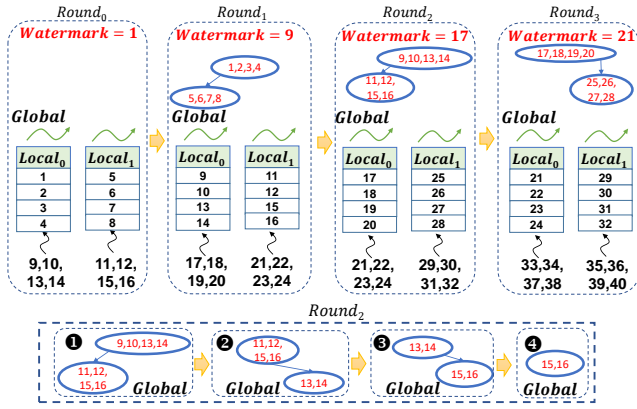 Round₀
Watermark = 1
Global
Local₀ Local₁
1 5
2 6
3 7
4 8
9,10, 11,12,
13,14 15,16
Round₁
Watermark = 9
1,2,3,4
5,6,7,8
Global
Local₀ Local₁
9 11
10 12
13 15
14 16
17,18, 21,22,
19,20 23,24
Round₂
Watermark = 17
9,10,13,14
11,12,
15,16
Global
Local₀ Local₁
17 25
18 26
19 27
20 28
21,22, 29,30,
23,24 31,32
Round₃
Watermark = 21
17,18,19,20
25,26,
27,28
Global
Local₀ Local₁
21 29
22 30
23 31
24 32
33,34, 35,36,
37,38 39,40
Round₂
❶
9,10,13,14
11,12,
15,16
Global
❷
11,12,
15,16
13,14
Global
❸
13,14
15,16
Global
❹
15,16
Global